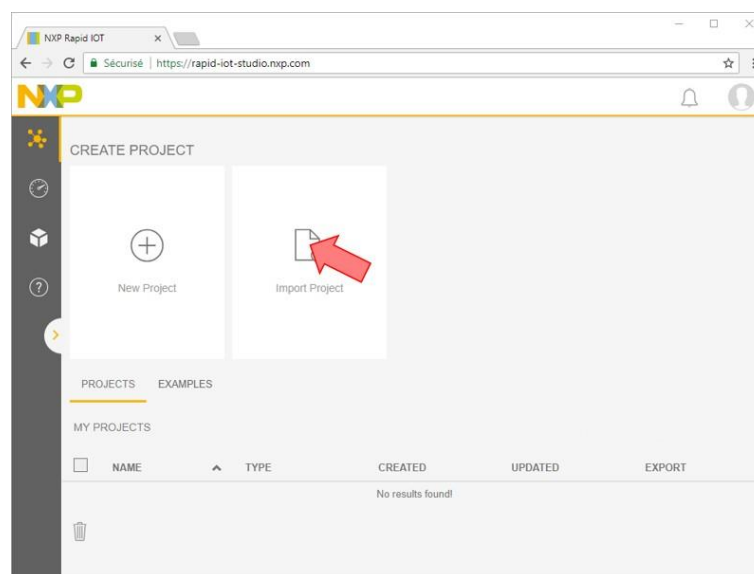 NXP Rapid IOT
Sécurisé | https://rapid-iot-studio.nxp.com
NXP
CREATE PROJECT
New Project
Import Project
PROJECTS EXAMPLES
MY PROJECTS
NAME TYPE CREATED UPDATED EXPORT
No results found!